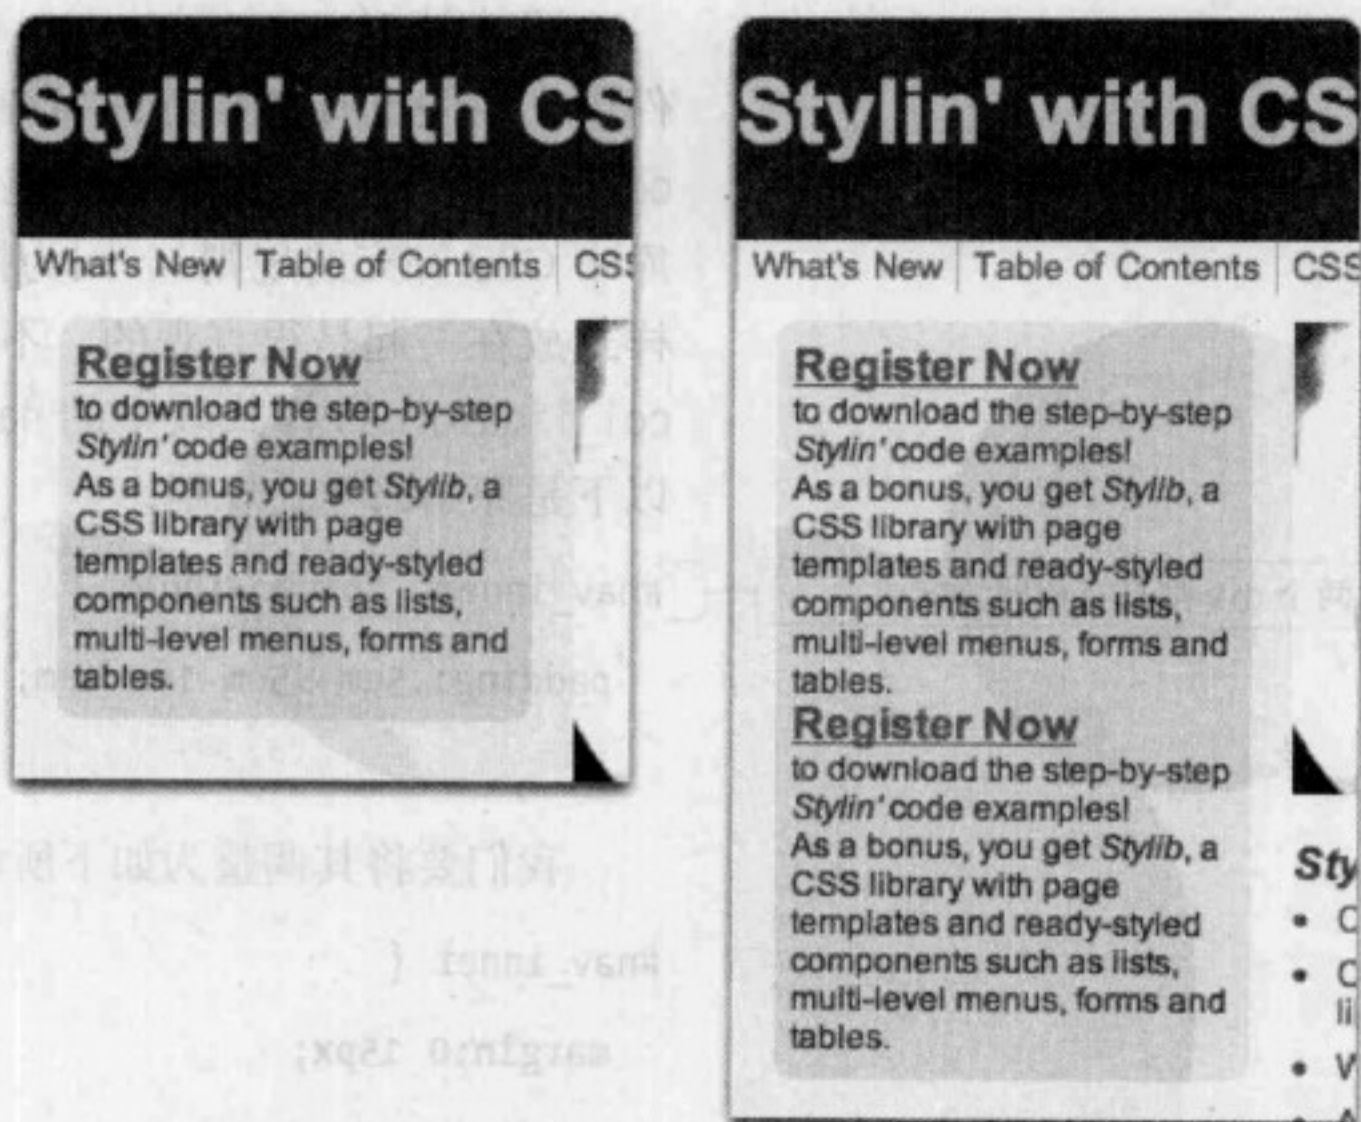 Stylin' with CS
What's New Table of Contents CSS
Register Now
to download the step-by-step
Stylin' code examples!
As a bonus, you get Stylib, a
CSS library with page
templates and ready-styled
components such as lists,
multi-level menus, forms and
tables.
Stylin' with CS
What's New Table of Contents CSS
Register Now
to download the step-by-step
Stylin' code examples!
As a bonus, you get Stylib, a
CSS library with page
templates and ready-styled
components such as lists,
multi-level menus, forms and
tables.
Register Now
to download the step-by-step
Stylin' code examples!
As a bonus, you get Stylib, a
CSS library with page
templates and ready-styled
components such as lists,
multi-level menus, forms and
tables.
Sty
• C
• C
li
• W